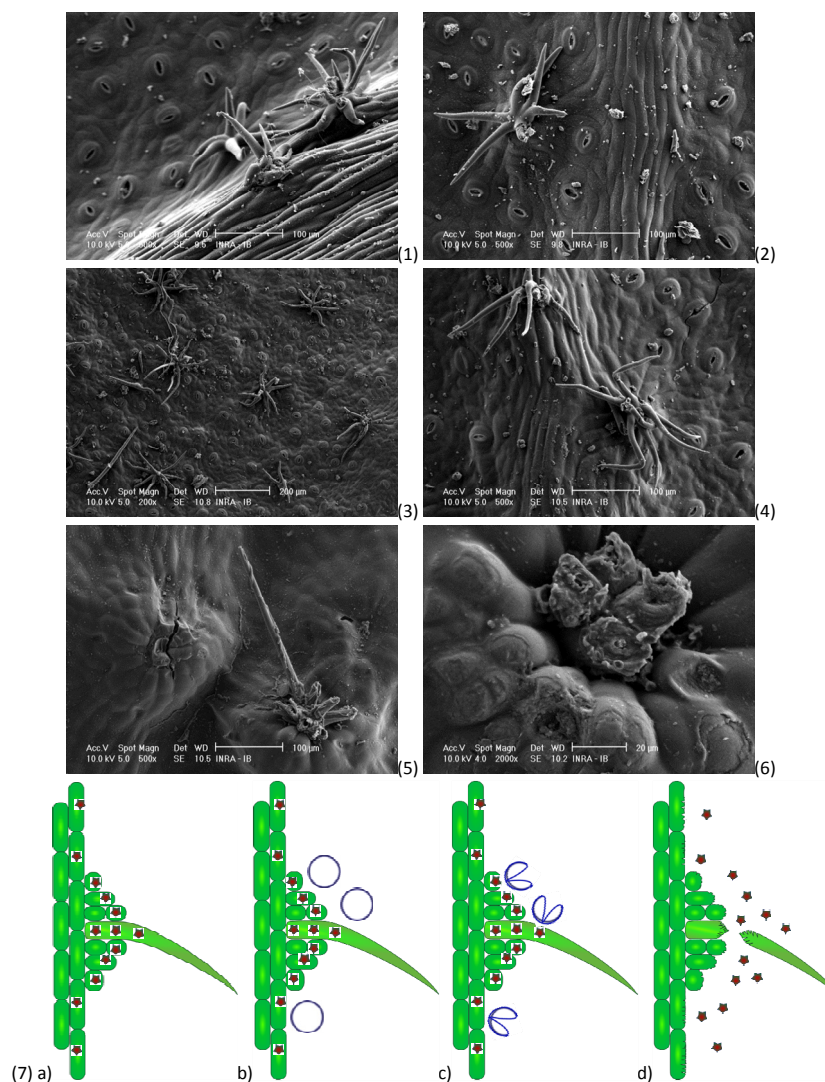 Acc.V Spot Magn Det WD 100 µm
10.0 kV 5.0 500x SE 9.5 INRA - IB
(1)
Acc.V Spot Magn Det WD 100 µm
10.0 kV 5.0 500x SE 9.8 INRA - IB
(2)
Acc.V Spot Magn Det WD 200 µm
10.0 kV 5.0 200x SE 10.8 INRA - IB
(3)
Acc.V Spot Magn Det WD 100 µm
10.0 kV 5.0 500x SE 10.5 INRA - IB
(4)
Acc.V Spot Magn Det WD 100 µm
10.0 kV 5.0 500x SE 10.5 INRA - IB
(5)
Acc.V Spot Magn Det WD 20 µm
10.0 kV 4.0 2000x SE 10.2 INRA - IB
(6)
(7) a) b) c) d)